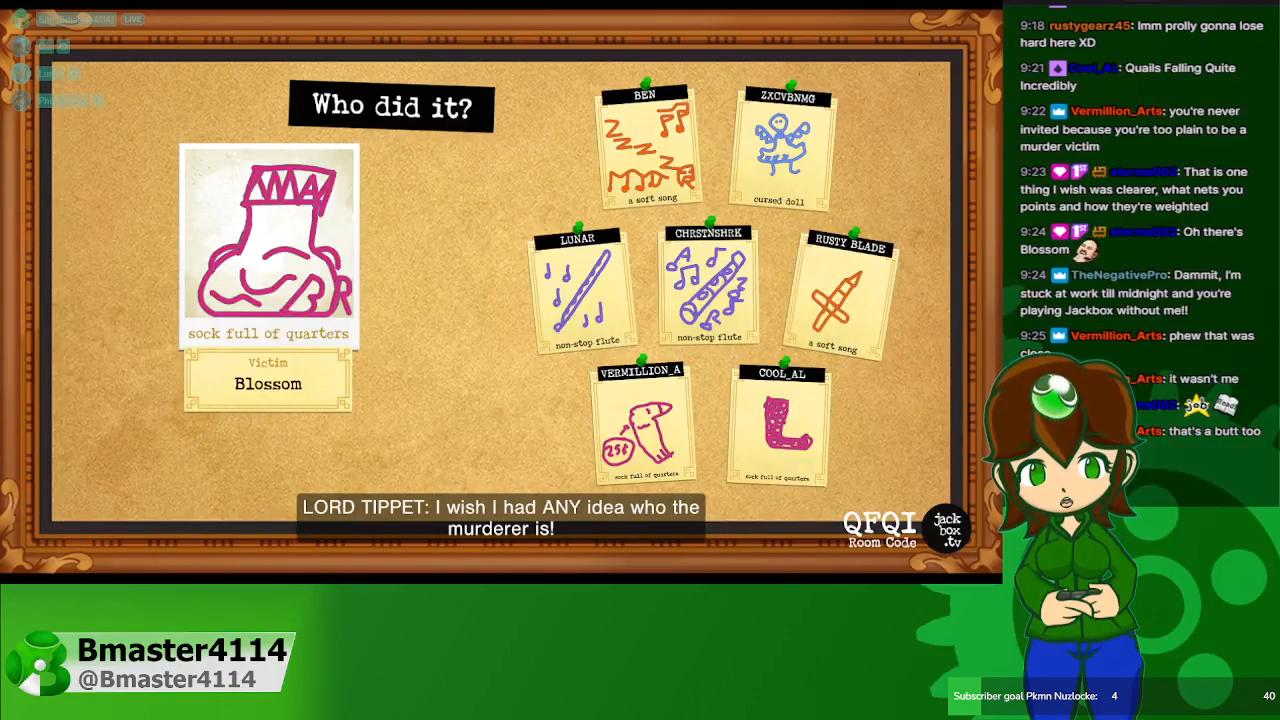 LIVE
Who did it?
sock full of quarters
Victim
Blossom
BEN
a soft song
ZXCVBNMG
cursed doll
LUNAR
non-stop flute
CHRSTNSHRK
non-stop flute
RUSTY BLADE
a soft song
VERMILLION_A
25¢
sock full of quarters
COOL_AL
sock full of quarters
LORD TIPPET: I wish I had ANY idea who the
murderer is!
QFQI
Room Code
jack
box
.tv
9:18 rustygearz45: Imm prolly gonna lose
hard here XD
9:21 Cool_AL: Quails Falling Quite
Incredibly
9:22 Vermillion_Arts: you're never
invited because you're too plain to be a
murder victim
9:23 storms002: That is one
thing I wish was clearer, what nets you
points and how they're weighted
9:24 storms002: Oh there's
Blossom
9:24 TheNegativePro: Dammit, I'm
stuck at work till midnight and you're
playing Jackbox without me!!
9:25 Vermillion_Arts: phew that was
close
n_Arts: it wasn't me
Arts: that's a butt too
Bmaster4114
@Bmaster4114
Subscriber goal Pkmn Nuzlocke: 4 40